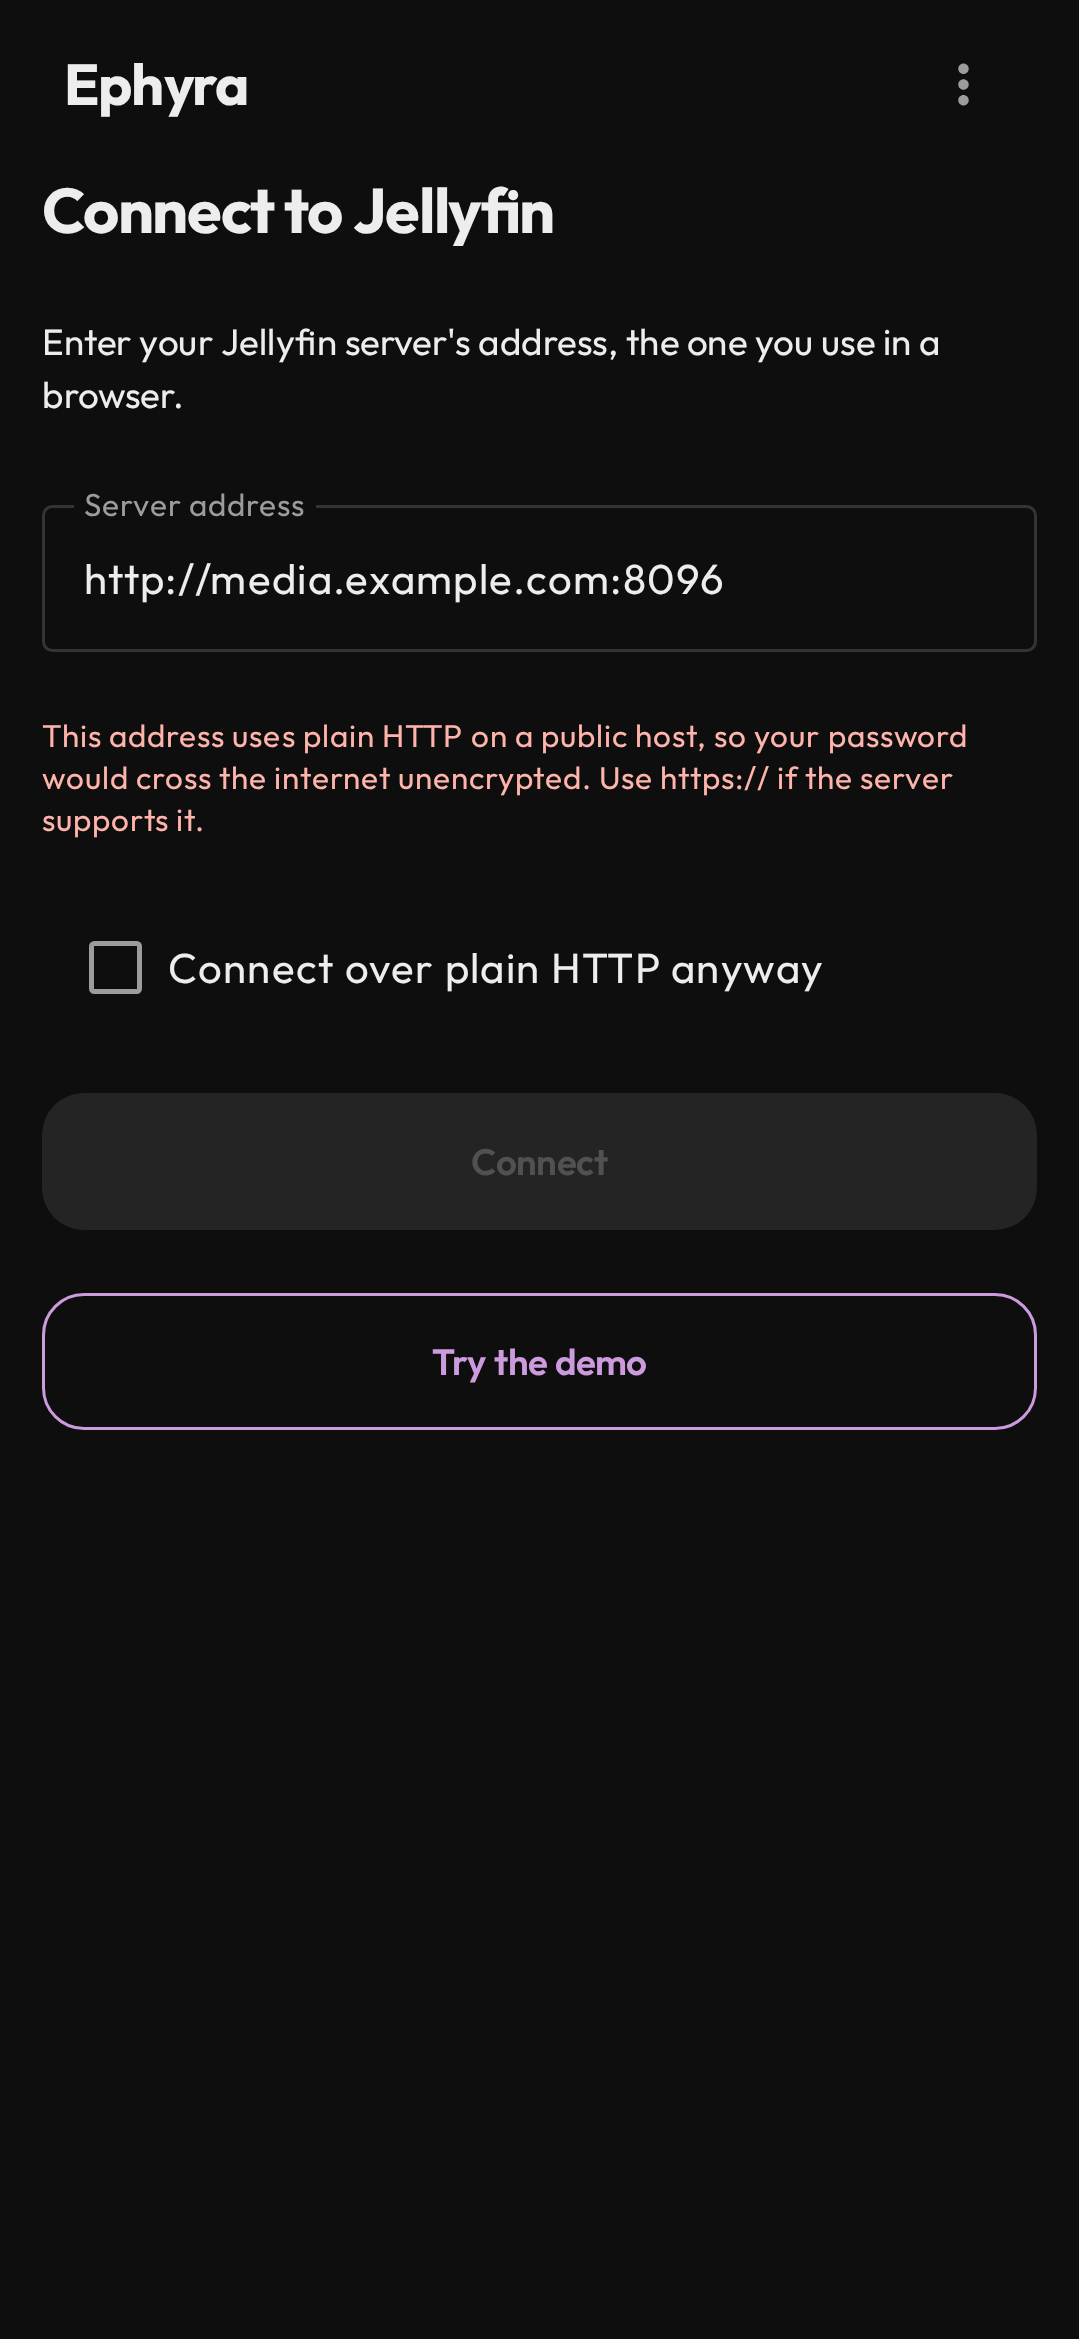 Ephyra
Connect to Jellyfin
Enter your Jellyfin server's address, the one you use in a
browser.
Server address
http://media.example.com:8096
This address uses plain HTTP on a public host, so your password
would cross the internet unencrypted. Use https:// if the server
supports it.
Connect over plain HTTP anyway
Connect
Try the demo